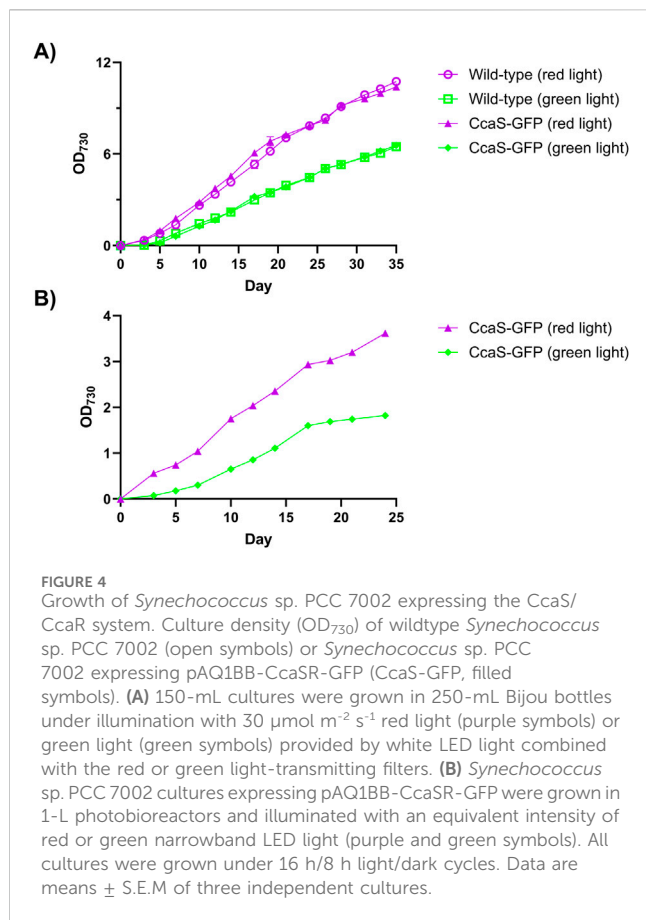 A)
12
6
0
OD730
0 5 10 15 20 25 30 35
Day
Wild-type (red light)
Wild-type (green light)
CcaS-GFP (red light)
CcaS-GFP (green light)
B)
4
3
2
1
0
OD730
0 5 10 15 20 25
Day
CcaS-GFP (red light)
CcaS-GFP (green light)
FIGURE 4
Growth of Synechococcus sp. PCC 7002 expressing the CcaS/
CcaR system. Culture density (OD730) of wildtype Synechococcus
sp. PCC 7002 (open symbols) or Synechococcus sp. PCC
7002 expressing pAQ1BB-CcaSR-GFP (CcaS-GFP, filled
symbols). (A) 150-mL cultures were grown in 250-mL Bijou bottles
under illumination with 30 µmol m⁻² s⁻¹ red light (purple symbols) or
green light (green symbols) provided by white LED light combined
with the red or green light-transmitting filters. (B) Synechococcus
sp. PCC 7002 cultures expressing pAQ1BB-CcaSR-GFP were grown in
1-L photobioreactors and illuminated with an equivalent intensity of
red or green narrowband LED light (purple and green symbols). All
cultures were grown under 16 h/8 h light/dark cycles. Data are
means ± S.E.M of three independent cultures.